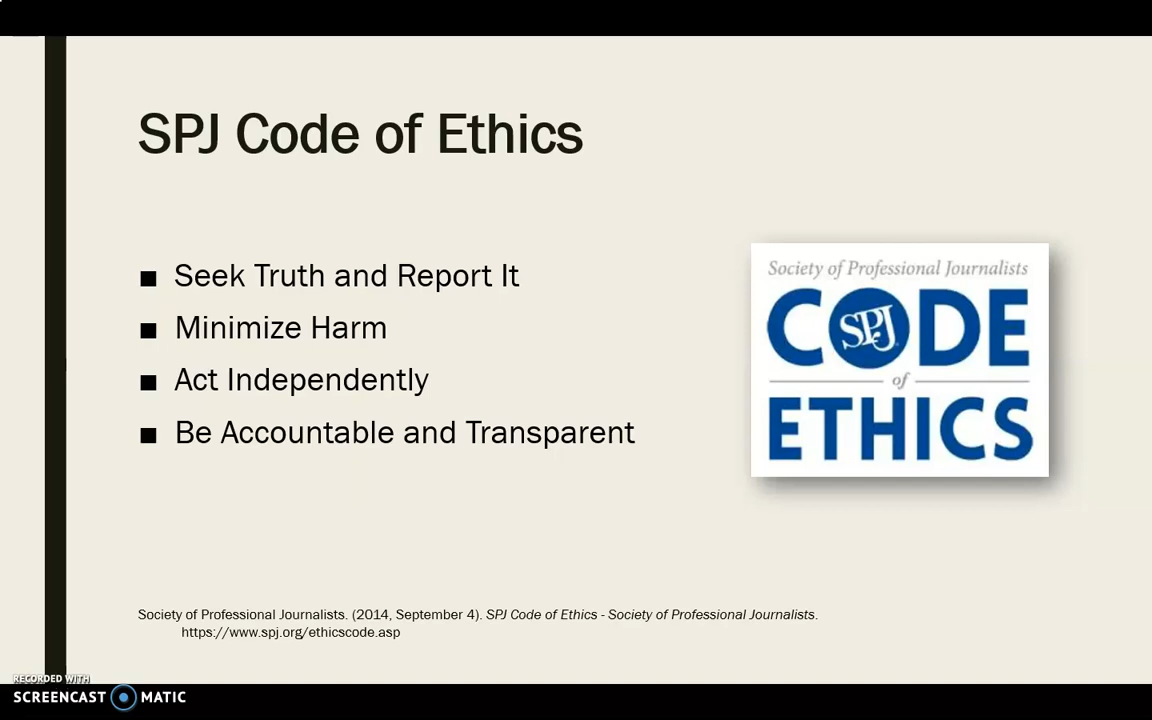 SPJ Code of Ethics
■ Seek Truth and Report It
■ Minimize Harm
■ Act Independently
■ Be Accountable and Transparent
Society of Professional Journalists
CODE
SPJ
of
ETHICS
Society of Professional Journalists. (2014, September 4). SPJ Code of Ethics - Society of Professional Journalists.
https://www.spj.org/ethicscode.asp
RECORDED WITH
SCREENCAST MATIC